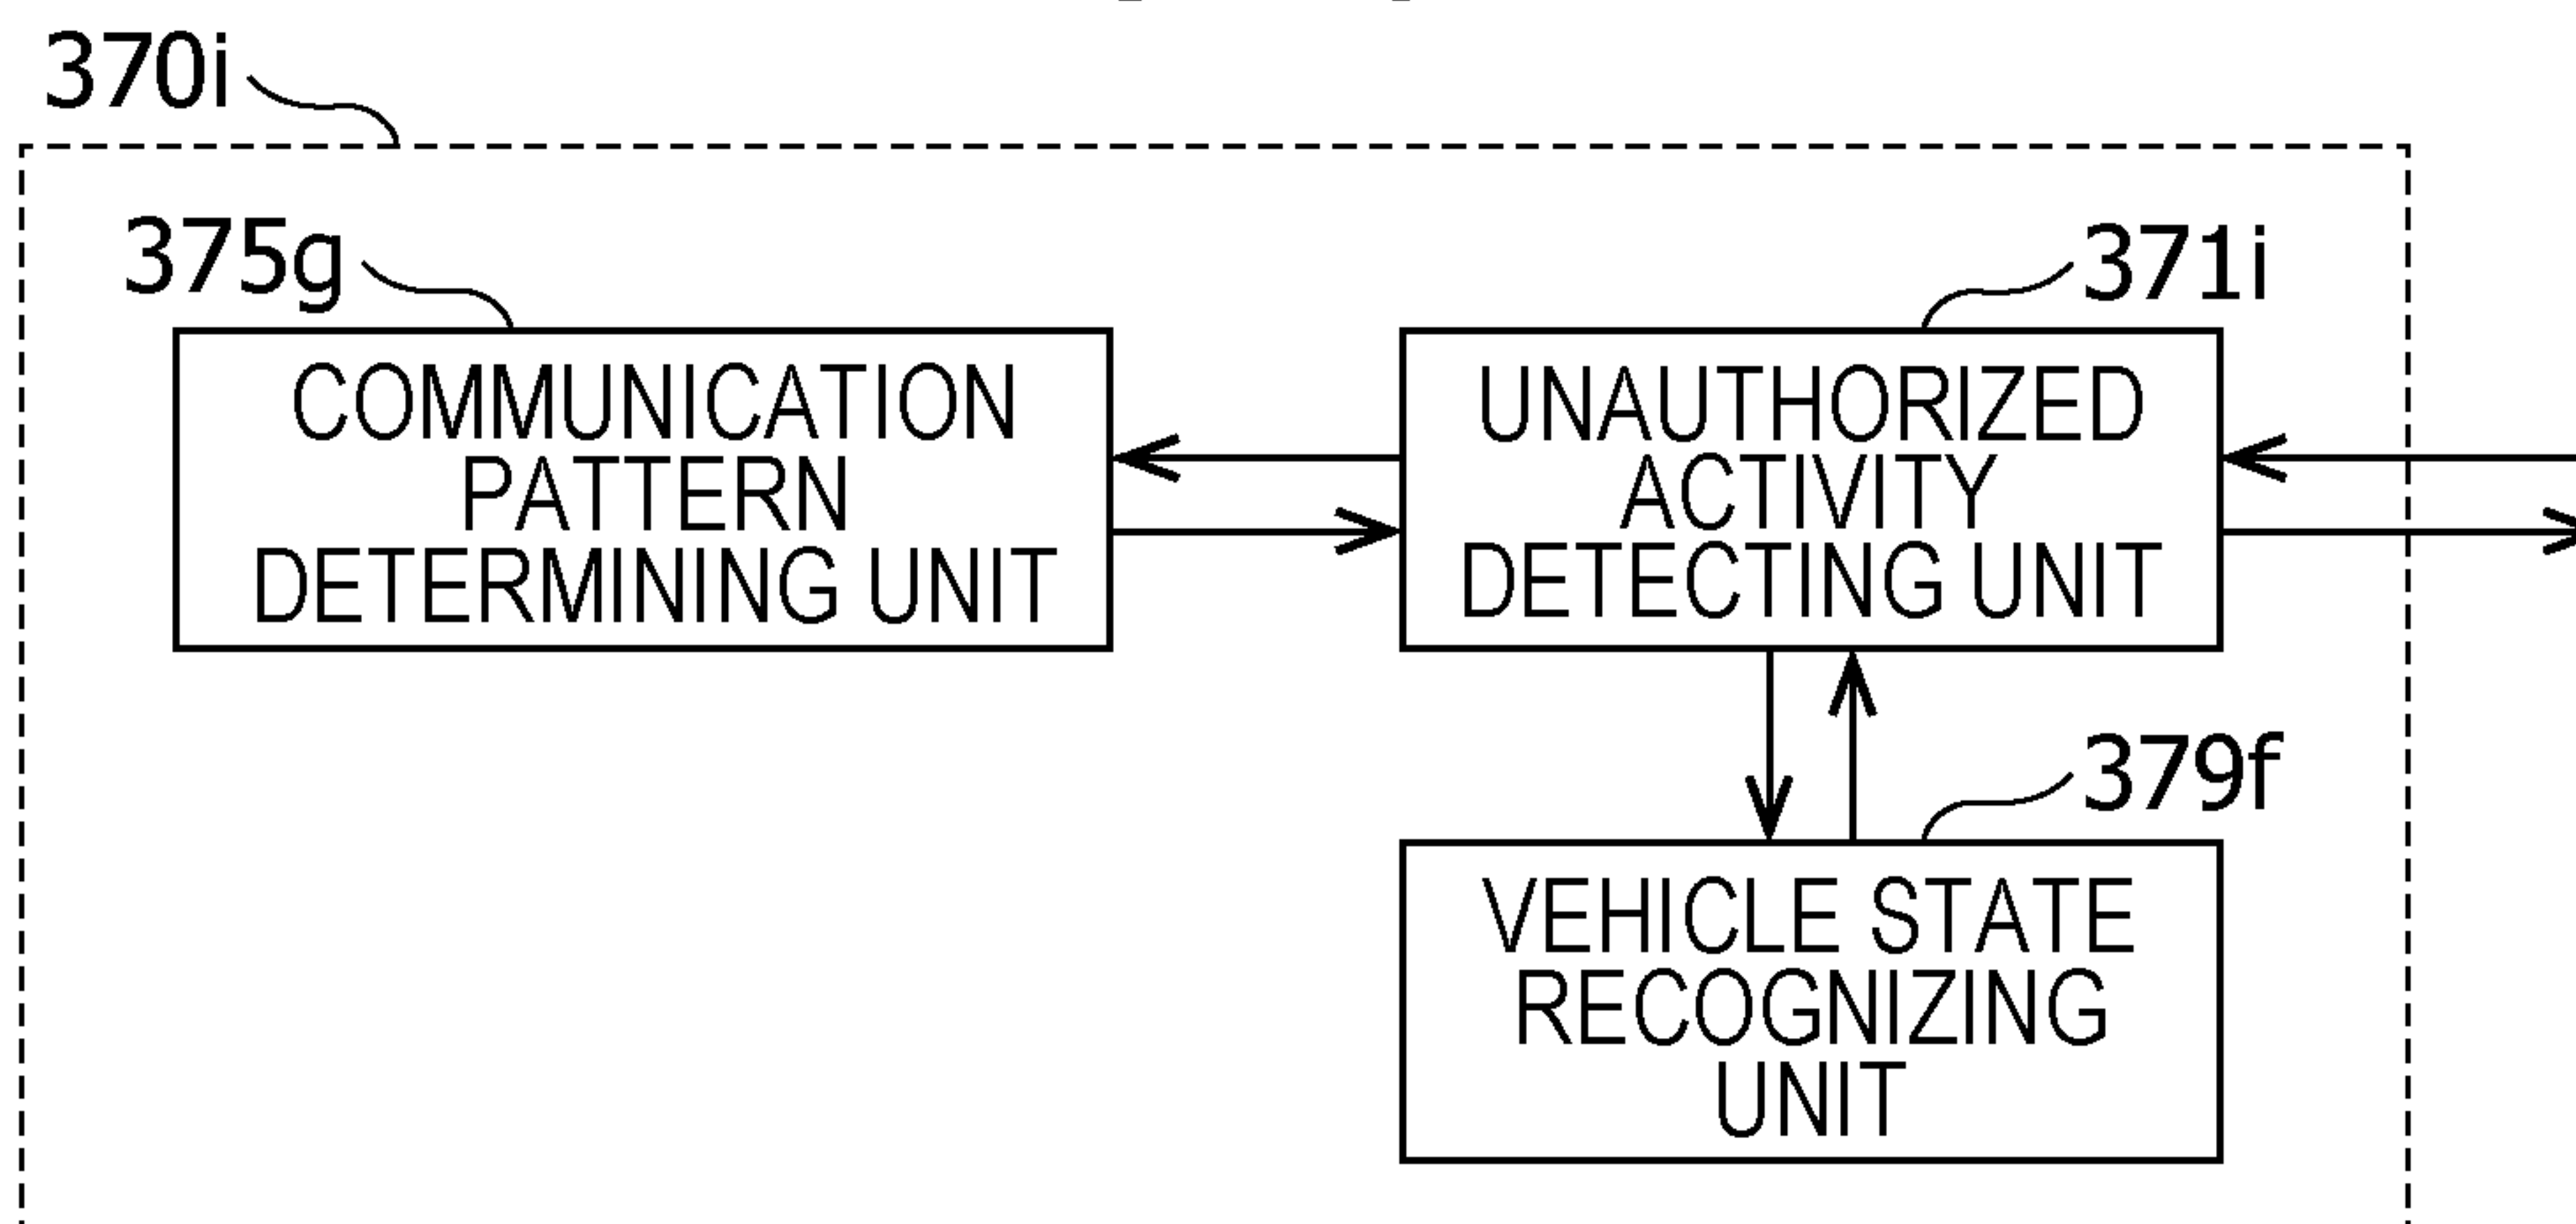 370i
375g
COMMUNICATION
PATTERN
DETERMINING UNIT
371i
UNAUTHORIZED
ACTIVITY
DETECTING UNIT
379f
VEHICLE STATE
RECOGNIZING
UNIT